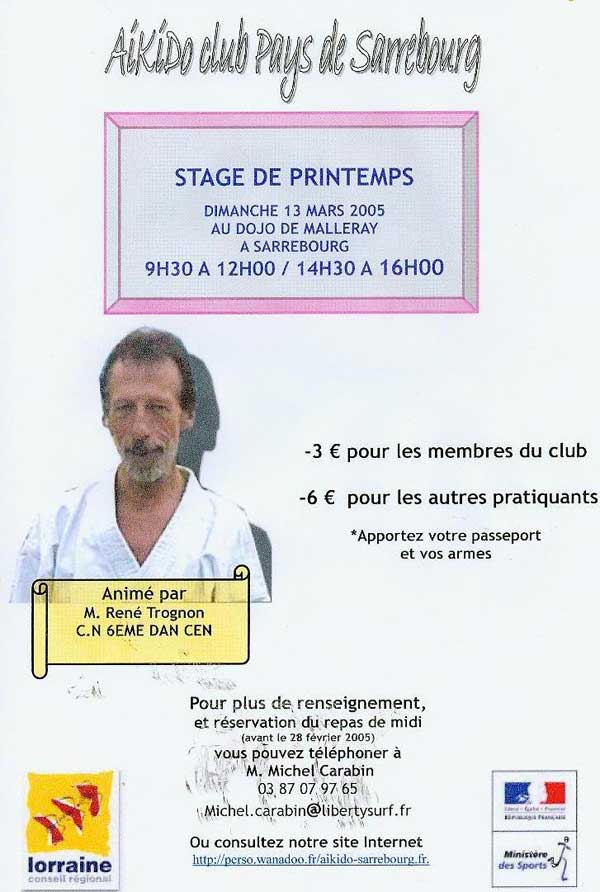 AiKiDo club Pays de Sarrebourg
STAGE DE PRINTEMPS
DIMANCHE 13 MARS 2005
AU DOJO DE MALLERAY
A SARREBOURG
9H30 A 12H00 / 14H30 A 16H00
-3 € pour les membres du club
-6 € pour les autres pratiquants
*Apportez votre passeport
et vos armes
Animé par
M. René Trognon
C.N 6EME DAN CEN
Pour plus de renseignement,
et réservation du repas de midi
(avant le 28 février 2005)
vous pouvez téléphoner à
M. Michel Carabin
03 87 07 97 65
Michel.carabin@libertysurf.fr
Ou consultez notre site Internet
http://perso.wanadoo.fr/aikido-sarrebourg.fr.
lorraine
conseil régional
Liberté • Égalité • Fraternité
RÉPUBLIQUE FRANÇAISE
Ministère
des Sports